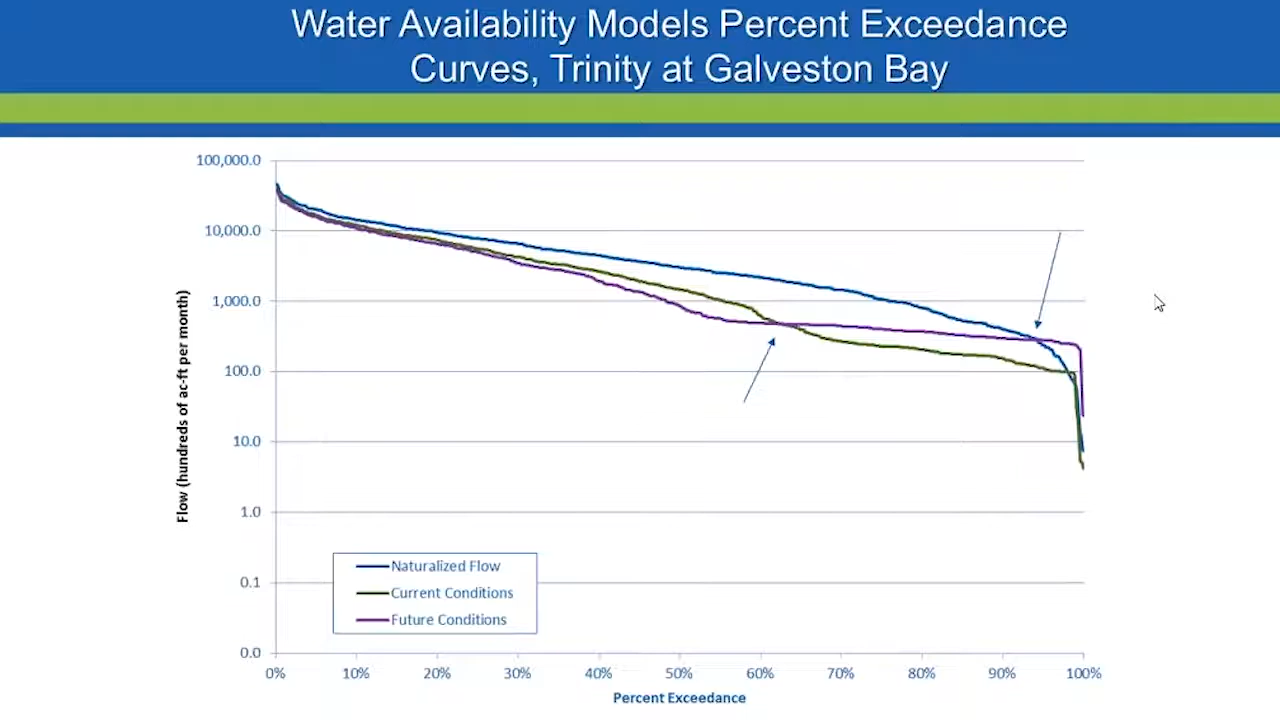 Water Availability Models Percent Exceedance
Curves, Trinity at Galveston Bay
100,000.0
10,000.0
1,000.0
100.0
10.0
1.0
0.1
0.0
Flow (hundreds of ac-ft per month)
Naturalized Flow
Current Conditions
Future Conditions
0% 10% 20% 30% 40% 50% 60% 70% 80% 90% 100%
Percent Exceedance